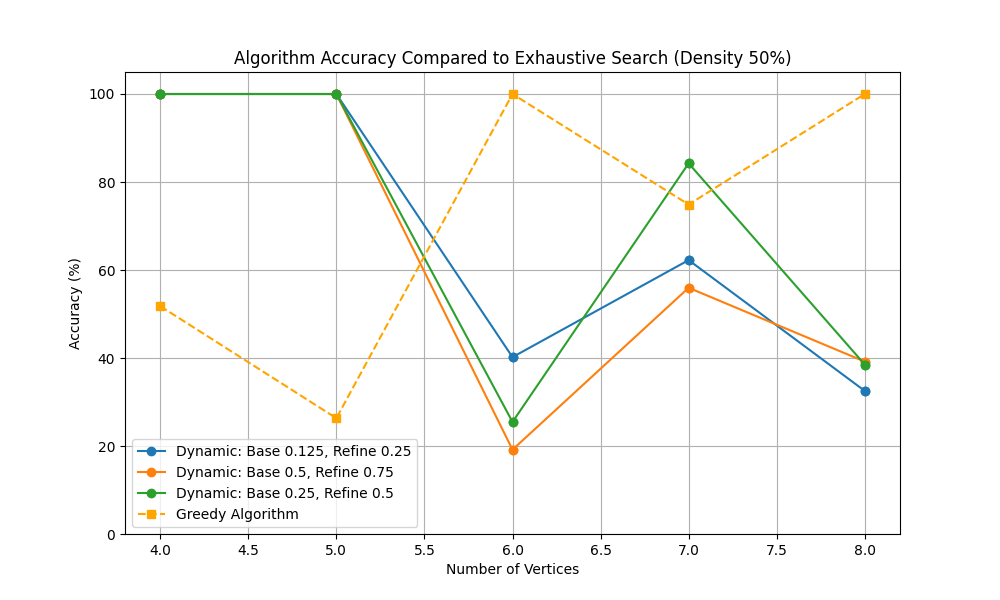 Algorithm Accuracy Compared to Exhaustive Search (Density 50%)
Accuracy (%)
100
80
60
40
20
0
Dynamic: Base 0.125, Refine 0.25
Dynamic: Base 0.5, Refine 0.75
Dynamic: Base 0.25, Refine 0.5
Greedy Algorithm
4.0 4.5 5.0 5.5 6.0 6.5 7.0 7.5 8.0
Number of Vertices